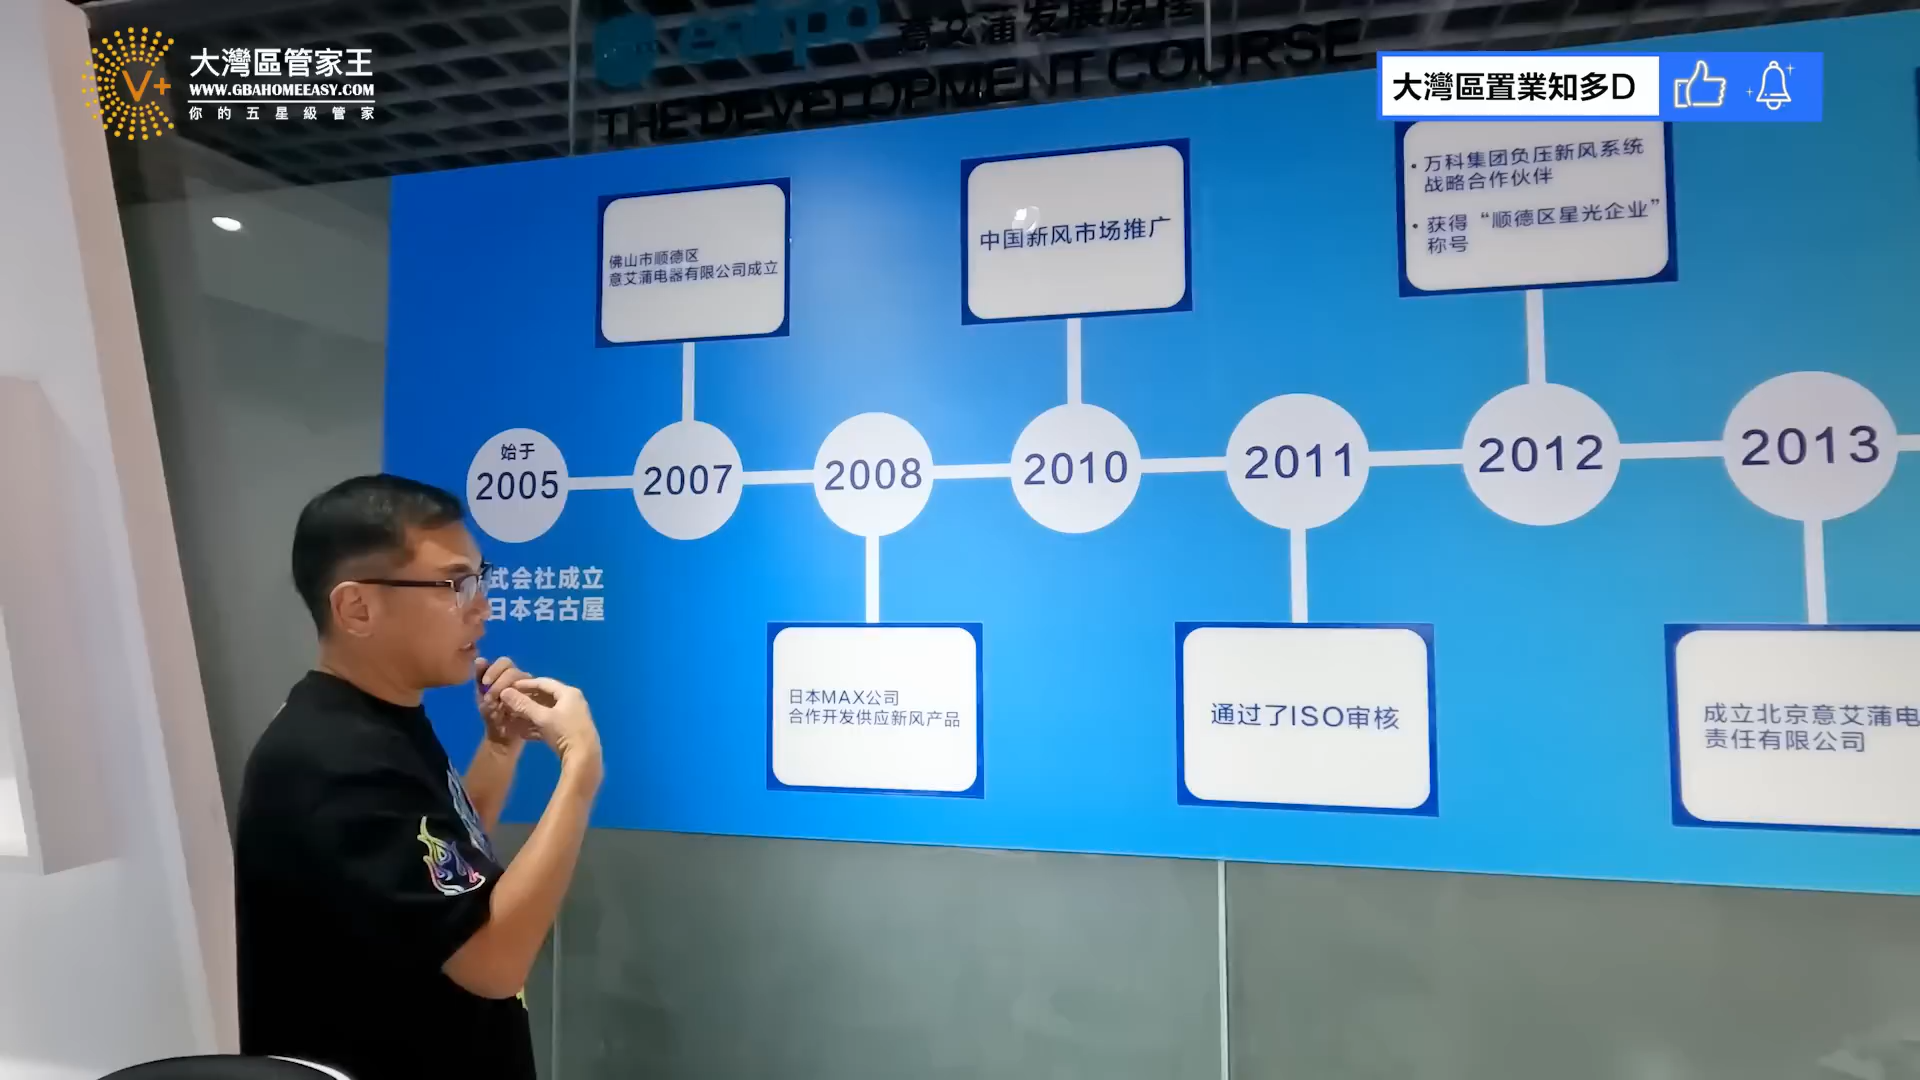 大灣區管家王
WWW.GBAHOMEEASY.COM
你的五星級管家
大灣區置業知多D
意艾蒲发展历程
THE DEVELOPMENT COURSE
佛山市顺德区
意艾蒲电器有限公司成立
中国新风市场推广
• 万科集团负压新风系统
战略合作伙伴
• 获得“顺德区星光企业”
称号
始于
2005
2007
2008
2010
2011
2012
2013
式会社成立
日本名古屋
日本MAX公司
合作开发供应新风产品
通过了ISO审核
成立北京意艾蒲电
责任有限公司